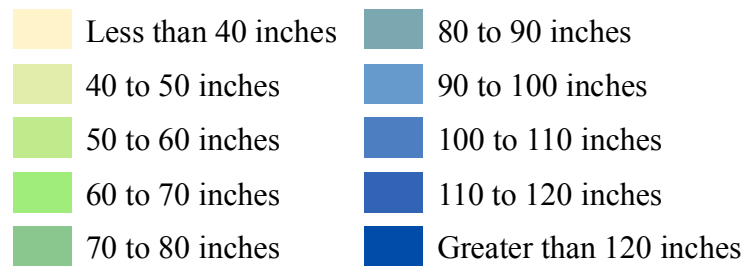 Less than 40 inches
40 to 50 inches
50 to 60 inches
60 to 70 inches
70 to 80 inches
80 to 90 inches
90 to 100 inches
100 to 110 inches
110 to 120 inches
Greater than 120 inches